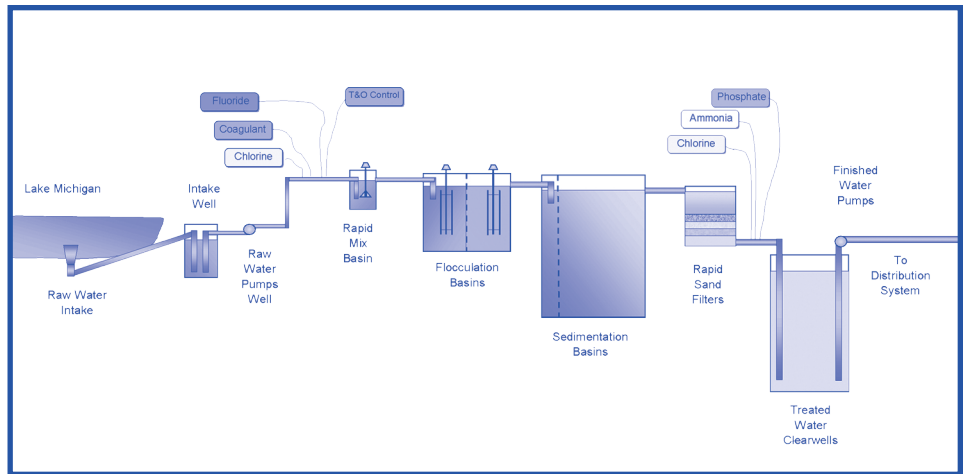 Fluoride
T&O Control
Coagulant
Chlorine
Phosphate
Ammonia
Chlorine
Lake Michigan
Intake
Well
Finished
Water
Pumps
Raw Water
Intake
Raw
Water
Pumps
Well
Rapid
Mix
Basin
Flocculation
Basins
Sedimentation
Basins
Rapid
Sand
Filters
To
Distribution
System
Treated
Water
Clearwells